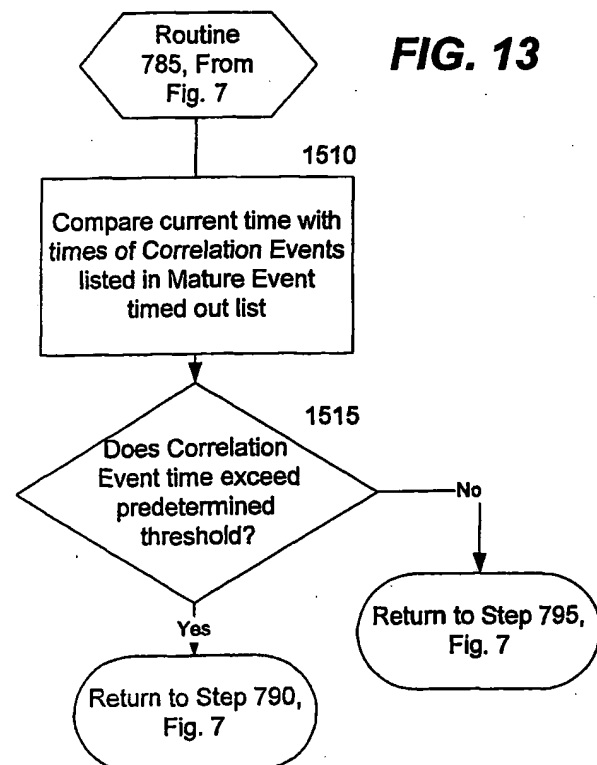 Routine
785, From
Fig. 7
FIG. 13
1510
Compare current time with
times of Correlation Events
listed in Mature Event
timed out list
1515
Does Correlation
Event time exceed
predetermined
threshold?
No
Return to Step 795,
Fig. 7
Yes
Return to Step 790,
Fig. 7